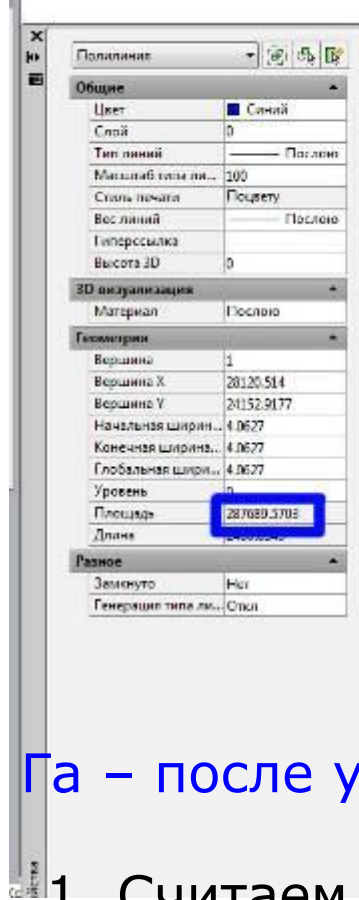 Полилиния
Общие
Цвет Синий
Слой 0
Тип линий Послою
Масштаб типа ли... 100
Стиль печати Поцвету
Вес линий Послою
Гиперссылка
Высота 3D 0
3D визуализация
Материал Послою
Геометрия
Вершина 1
Вершина X 28120.514
Вершина Y 24152.9177
Начальная ширин... 4.0627
Конечная ширина... 4.0627
Глобальная шири... 4.0627
Уровень
Площадь 287689.5703
Длина
Разное
Замкнуто Нет
Генерация типа ли... Откл
Га – после у
1. Считаем